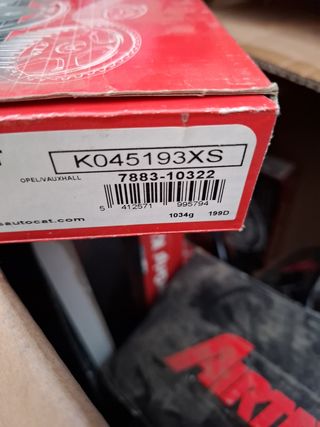 K045193XS
OPEL/VAUXHALL
7883-10322
5 412571 995794
sautocat.com
1034g 199D